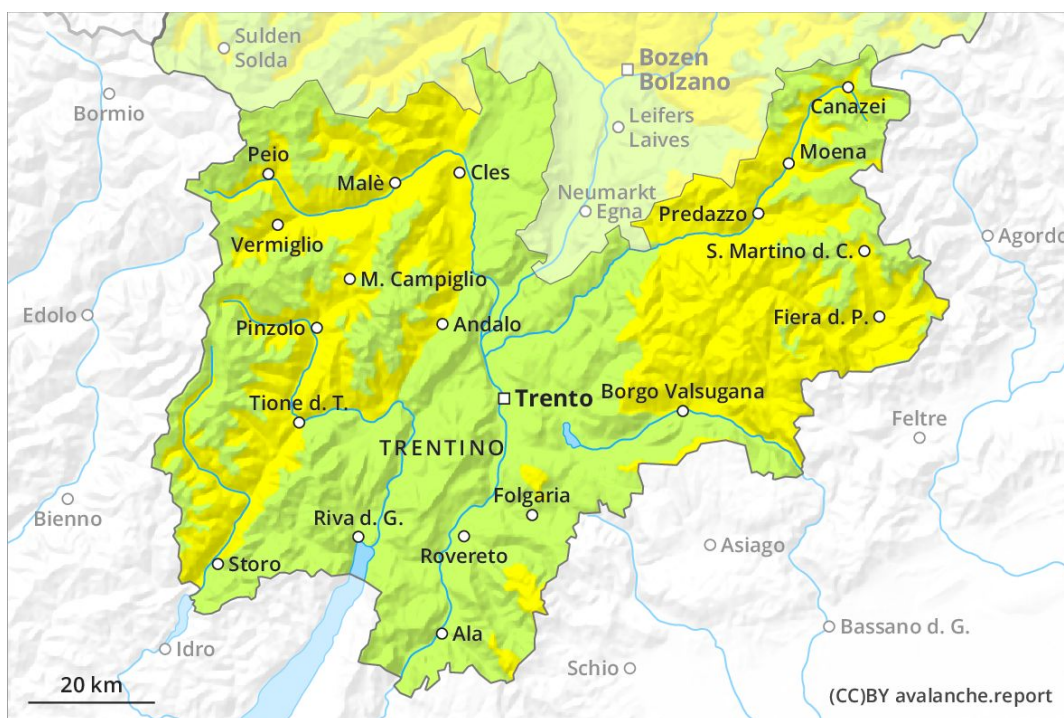 Sulden
Solda
Bozen
Bolzano
Bormio
Canazei
Leifers
Laives
Peio
Moena
Malè
Cles
Neumarkt
Egna
Predazzo
Vermiglio
Agordo
S. Martino d. C.
M. Campiglio
Edolo
Pinzolo
Andalo
Fiera d. P.
Trento
Borgo Valsugana
Tione d. T.
Feltre
TRENTINO
Bienno
Folgaria
Riva d. G.
Rovereto
Asiago
Storo
Ala
Bassano d. G.
Idro
Schio
20 km
(CC)BY avalanche.report